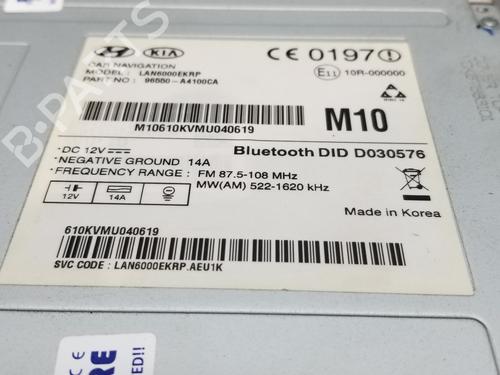 HYUNDAI KIA
CE 0197
CAR NAVIGATION
MODEL : LAN6000EKRP
PART NO : 96550 - A4100CA
E11 10R-000000
M10610KVMU040619
M10
DC 12V
Bluetooth DID D030576
NEGATIVE GROUND 14A
FREQUENCY RANGE : FM 87.5-108 MHz
MW(AM) 522-1620 kHz
12V 14A
Made in Korea
610KVMU040619
SVC CODE : LAN6000EKRP.AEU1K
B-PARTS